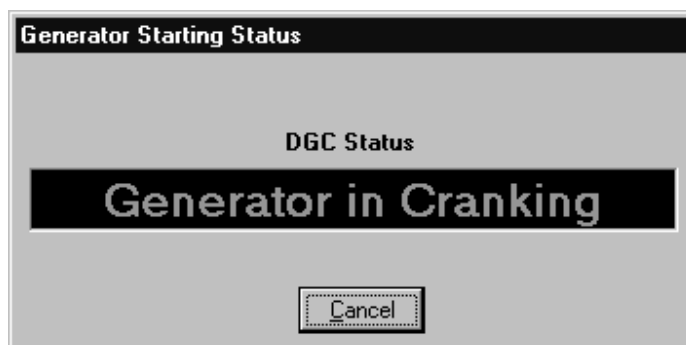 Generator Starting Status
DGC Status
Generator in Cranking
Cancel